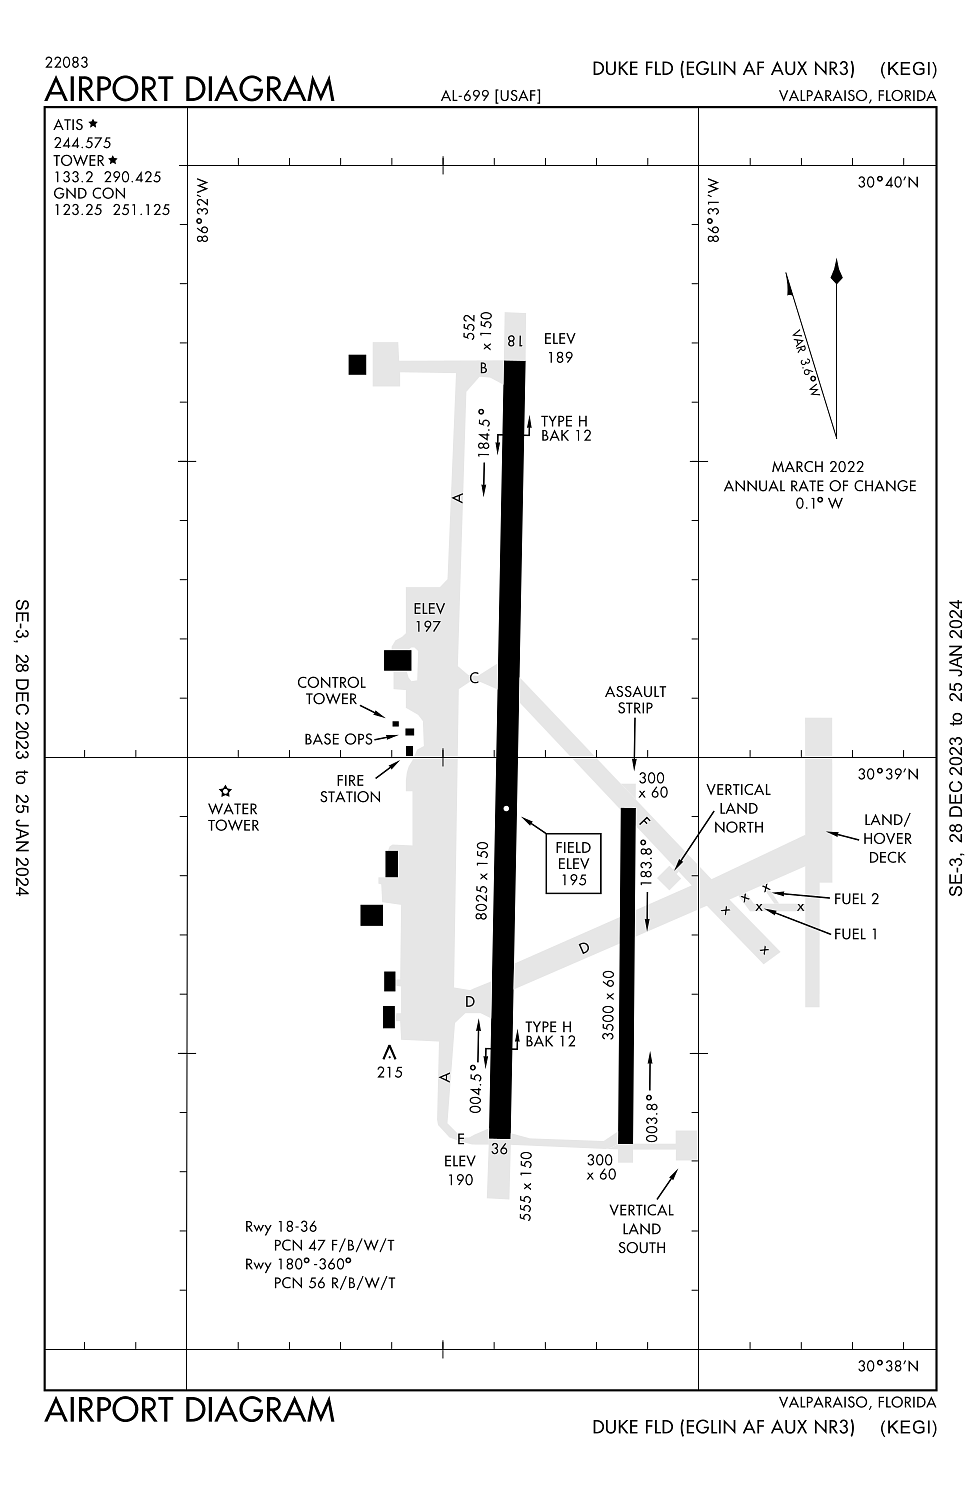 22083
AIRPORT DIAGRAM
AL-699 [USAF]
DUKE FLD (EGLIN AF AUX NR3) (KEGI)
VALPARAISO, FLORIDA
ATIS ★
244.575
TOWER ★
133.2 290.425
GND CON
123.25 251.125
86°32'W
86°31'W
30°40'N
VAR 3.6°W
MARCH 2022
ANNUAL RATE OF CHANGE
0.1° W
552
x 150
18
ELEV
189
B
184.5°
TYPE H
BAK 12
A
ELEV
197
C
CONTROL
TOWER
BASE OPS
FIRE
STATION
WATER
TOWER
ASSAULT
STRIP
30°39'N
300
x 60
VERTICAL
LAND
NORTH
LAND/
HOVER
DECK
F
FIELD
ELEV
195
8025 x 150
183.8°
x
x
x
x
x
x
FUEL 2
FUEL 1
D
D
3500 x 60
TYPE H
BAK 12
004.5°
215
A
003.8°
E
36
ELEV
190
555 x 150
300
x 60
VERTICAL
LAND
SOUTH
Rwy 18-36
PCN 47 F/B/W/T
Rwy 180°-360°
PCN 56 R/B/W/T
30°38'N
SE-3, 28 DEC 2023 to 25 JAN 2024
SE-3, 28 DEC 2023 to 25 JAN 2024
AIRPORT DIAGRAM
VALPARAISO, FLORIDA
DUKE FLD (EGLIN AF AUX NR3) (KEGI)